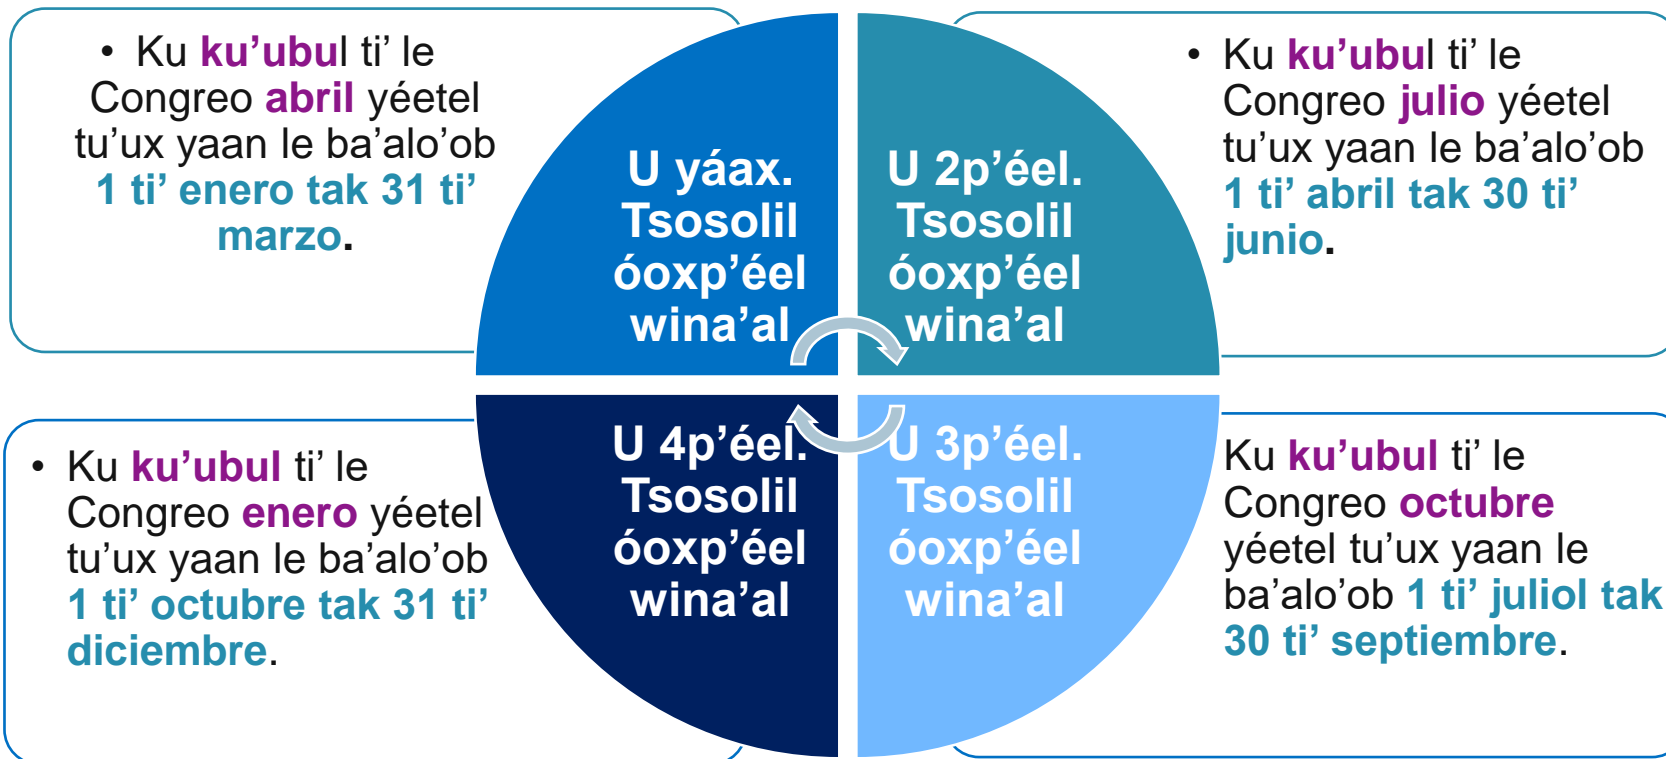 • Ku ku’ubul ti’ le
Congreo abril yéetel
tu’ux yaan le ba’alo’ob
1 ti’ enero tak 31 ti’
marzo.
U yáax.
Tsosolil
óoxp’éel
wina’al
U 2p’éel.
Tsosolil
óoxp’éel
wina’al
• Ku ku’ubul ti’ le
Congreo julio yéetel
tu’ux yaan le ba’alo’ob
1 ti’ abril tak 30 ti’
junio.
• Ku ku’ubul ti’ le
Congreo enero yéetel
tu’ux yaan le ba’alo’ob
1 ti’ octubre tak 31 ti’
diciembre.
U 4p’éel.
Tsosolil
óoxp’éel
wina’al
U 3p’éel.
Tsosolil
óoxp’éel
wina’al
Ku ku’ubul ti’ le
Congreo octubre
yéetel tu’ux yaan le
ba’alo’ob 1 ti’ juliol tak
30 ti’ septiembre.